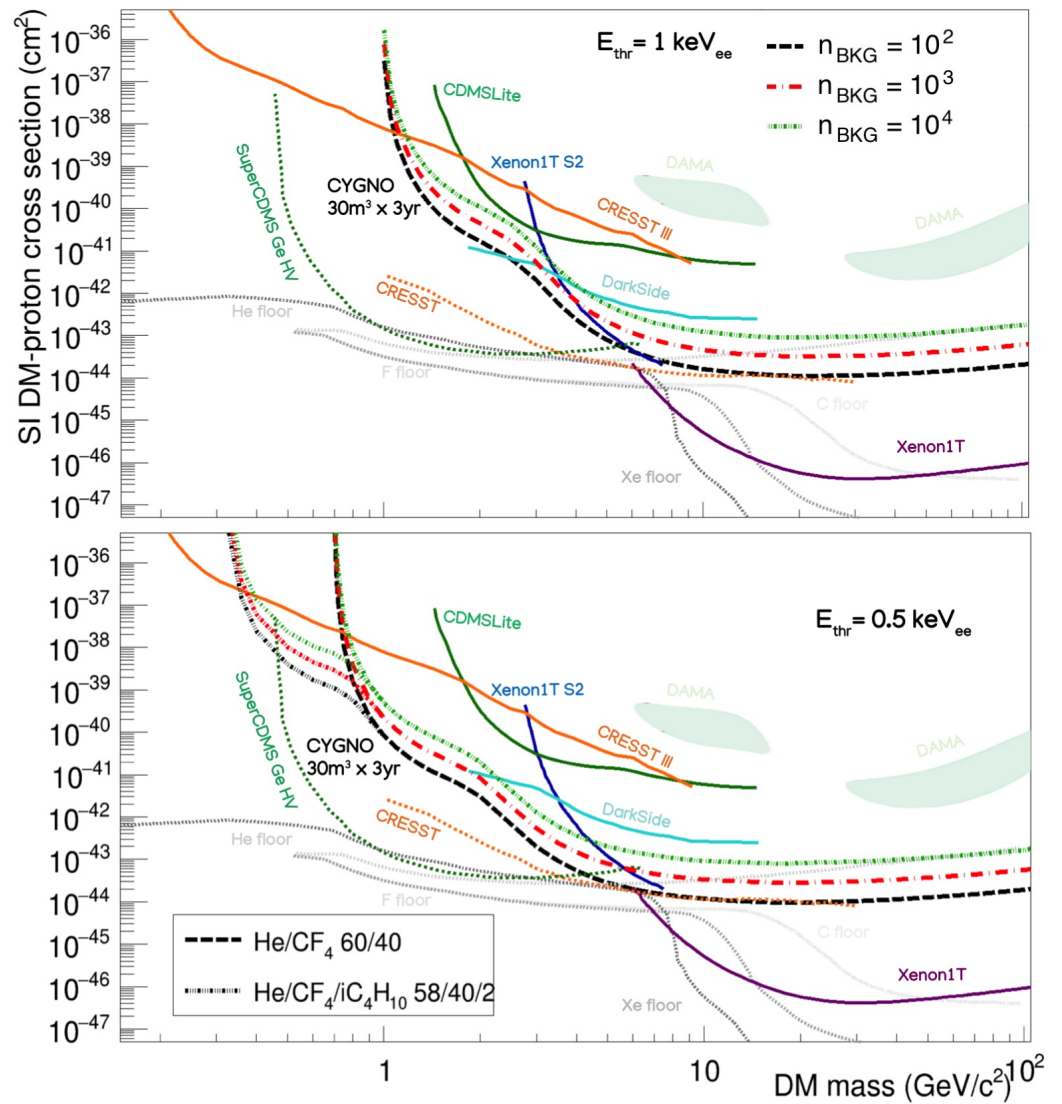 SI DM-proton cross section (cm²)
10⁻³⁶
10⁻³⁷
10⁻³⁸
10⁻³⁹
10⁻⁴⁰
10⁻⁴¹
10⁻⁴²
10⁻⁴³
10⁻⁴⁴
10⁻⁴⁵
10⁻⁴⁶
10⁻⁴⁷
E_thr = 1 keV_ee
n_BKG = 10²
n_BKG = 10³
n_BKG = 10⁴
CDMSLite
Xenon1T S2
DAMA
SuperCDMS Ge HV
CYGNO
30m³ x 3yr
CRESST III
DAMA
CRESST
DarkSide
He floor
F floor
C floor
Xenon1T
Xe floor
10⁻³⁶
10⁻³⁷
10⁻³⁸
10⁻³⁹
10⁻⁴⁰
10⁻⁴¹
10⁻⁴²
10⁻⁴³
10⁻⁴⁴
10⁻⁴⁵
10⁻⁴⁶
10⁻⁴⁷
E_thr = 0.5 keV_ee
CDMSLite
Xenon1T S2
DAMA
SuperCDMS Ge HV
CYGNO
30m³ x 3yr
CRESST III
DAMA
CRESST
DarkSide
He floor
F floor
C floor
He/CF₄ 60/40
He/CF₄/iC₄H₁₀ 58/40/2
Xenon1T
Xe floor
1
10
10²
DM mass (GeV/c²)